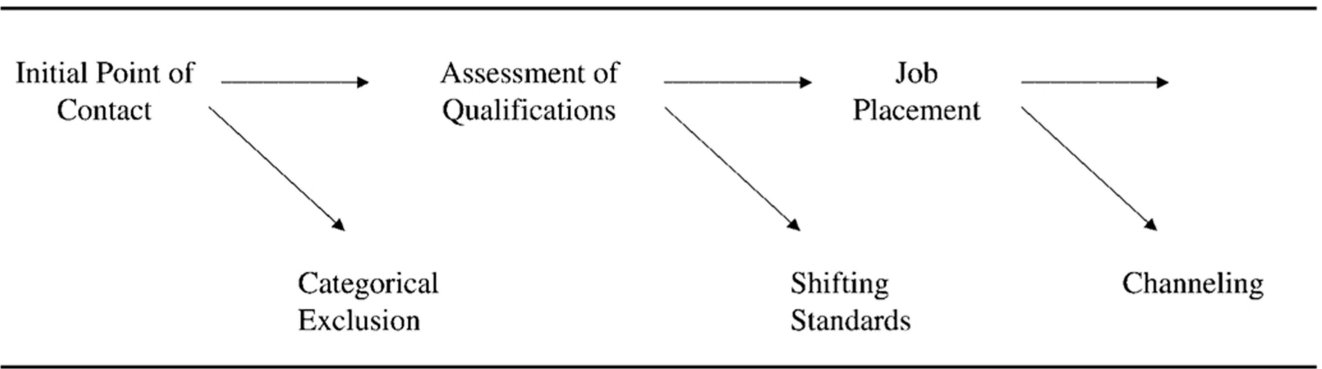 Initial Point of
Contact
Assessment of
Qualifications
Job
Placement
Categorical
Exclusion
Shifting
Standards
Channeling